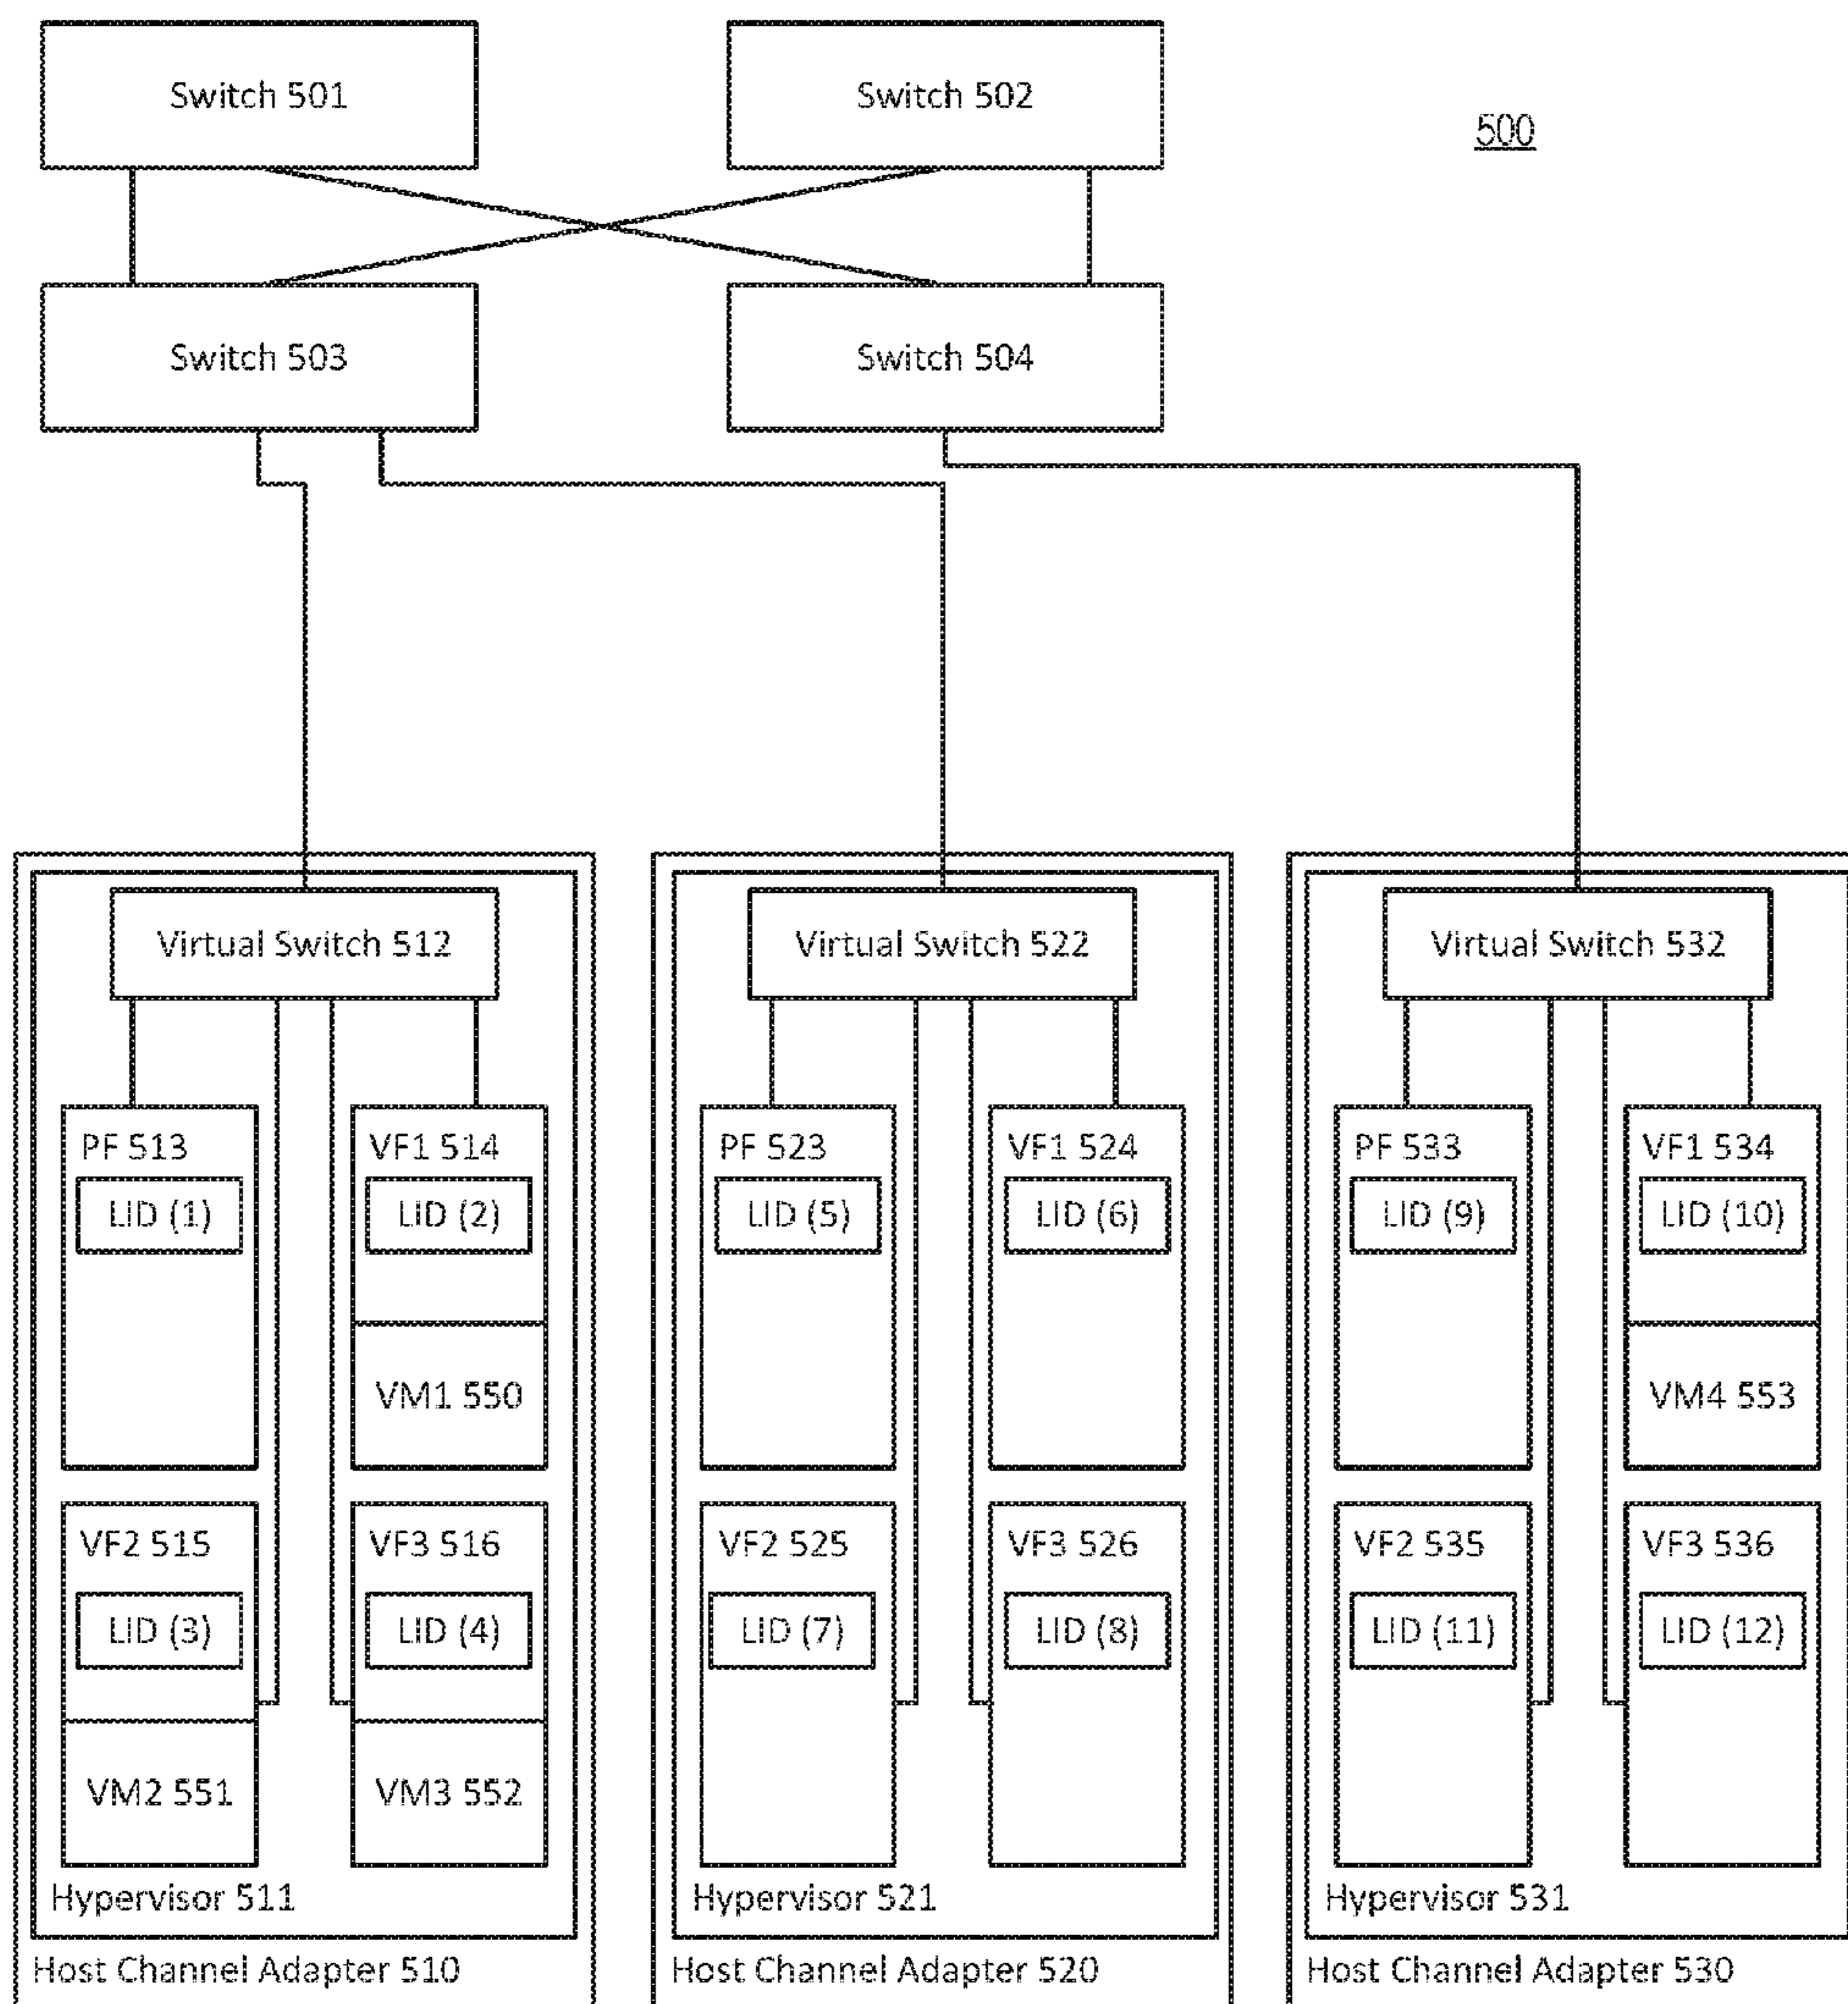 Switch 501
Switch 502
500
Switch 503
Switch 504
Virtual Switch 512
PF 513
LID (1)
VF1 514
LID (2)
VM1 550
VF2 515
LID (3)
VM2 551
VF3 516
LID (4)
VM3 552
Hypervisor 511
Host Channel Adapter 510
Virtual Switch 522
PF 523
LID (5)
VF1 524
LID (6)
VF2 525
LID (7)
VF3 526
LID (8)
Hypervisor 521
Host Channel Adapter 520
Virtual Switch 532
PF 533
LID (9)
VF1 534
LID (10)
VM4 553
VF2 535
LID (11)
VF3 536
LID (12)
Hypervisor 531
Host Channel Adapter 530